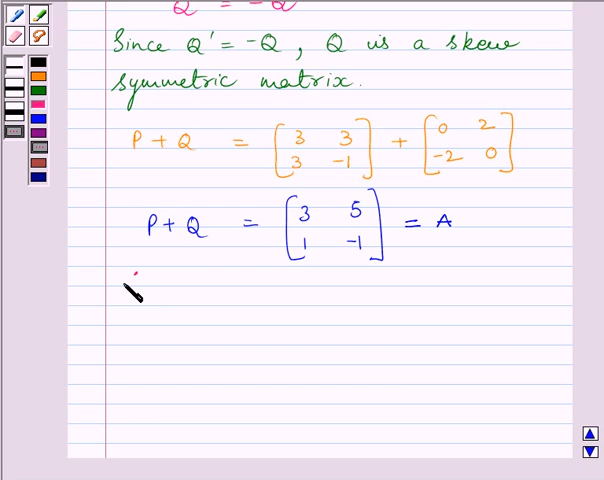 Q' = -Q
Since Q' = -Q, Q is a skew
symmetric matrix.
P + Q = [3 3] + [0 2]
[3 -1] [-2 0]
P + Q = [3 5] = A
[1 -1]